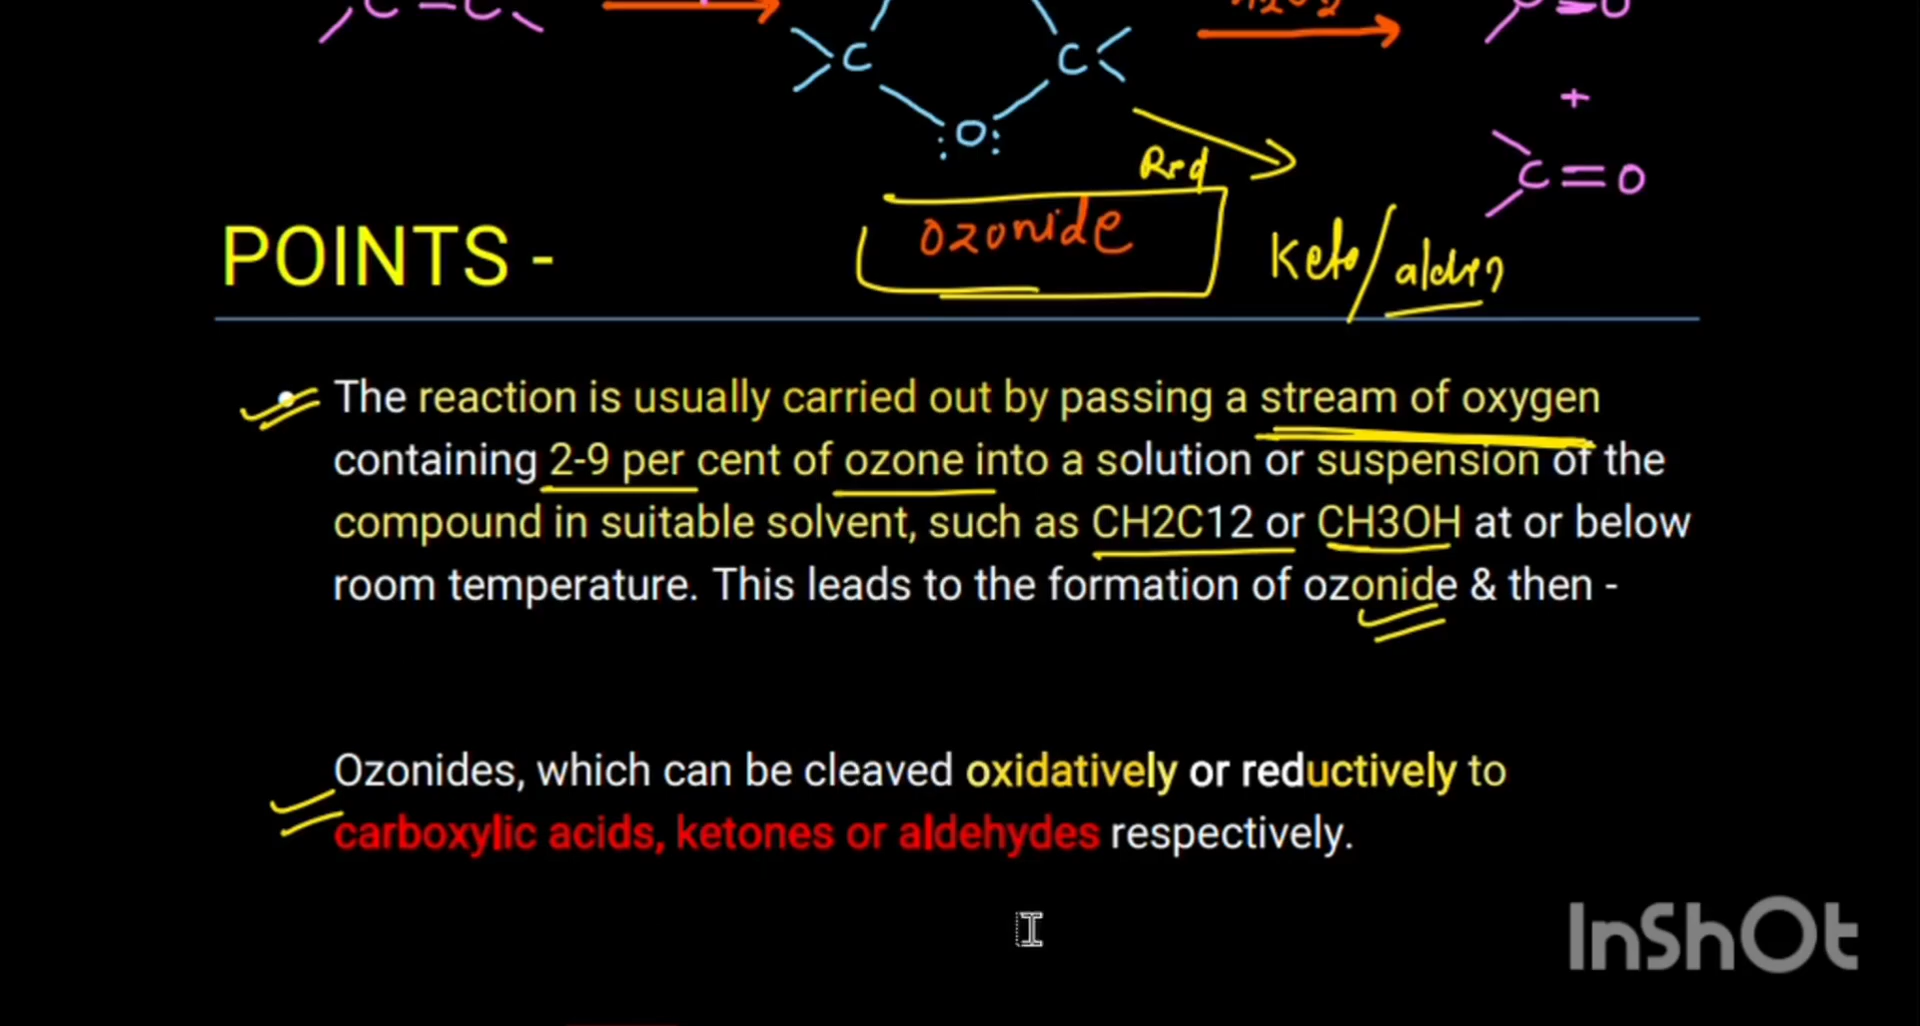 C = C
C
C
:O:
+
C = O
Red
POINTS -
ozonide
Keto/
The reaction is usually carried out by passing a stream of oxygen
containing 2-9 per cent of ozone into a solution or suspension of the
compound in suitable solvent, such as CH2C12 or CH3OH at or below
room temperature. This leads to the formation of ozonide & then -
Ozonides, which can be cleaved oxidatively or reductively to
carboxylic acids, ketones or aldehydes respectively.
InShOt